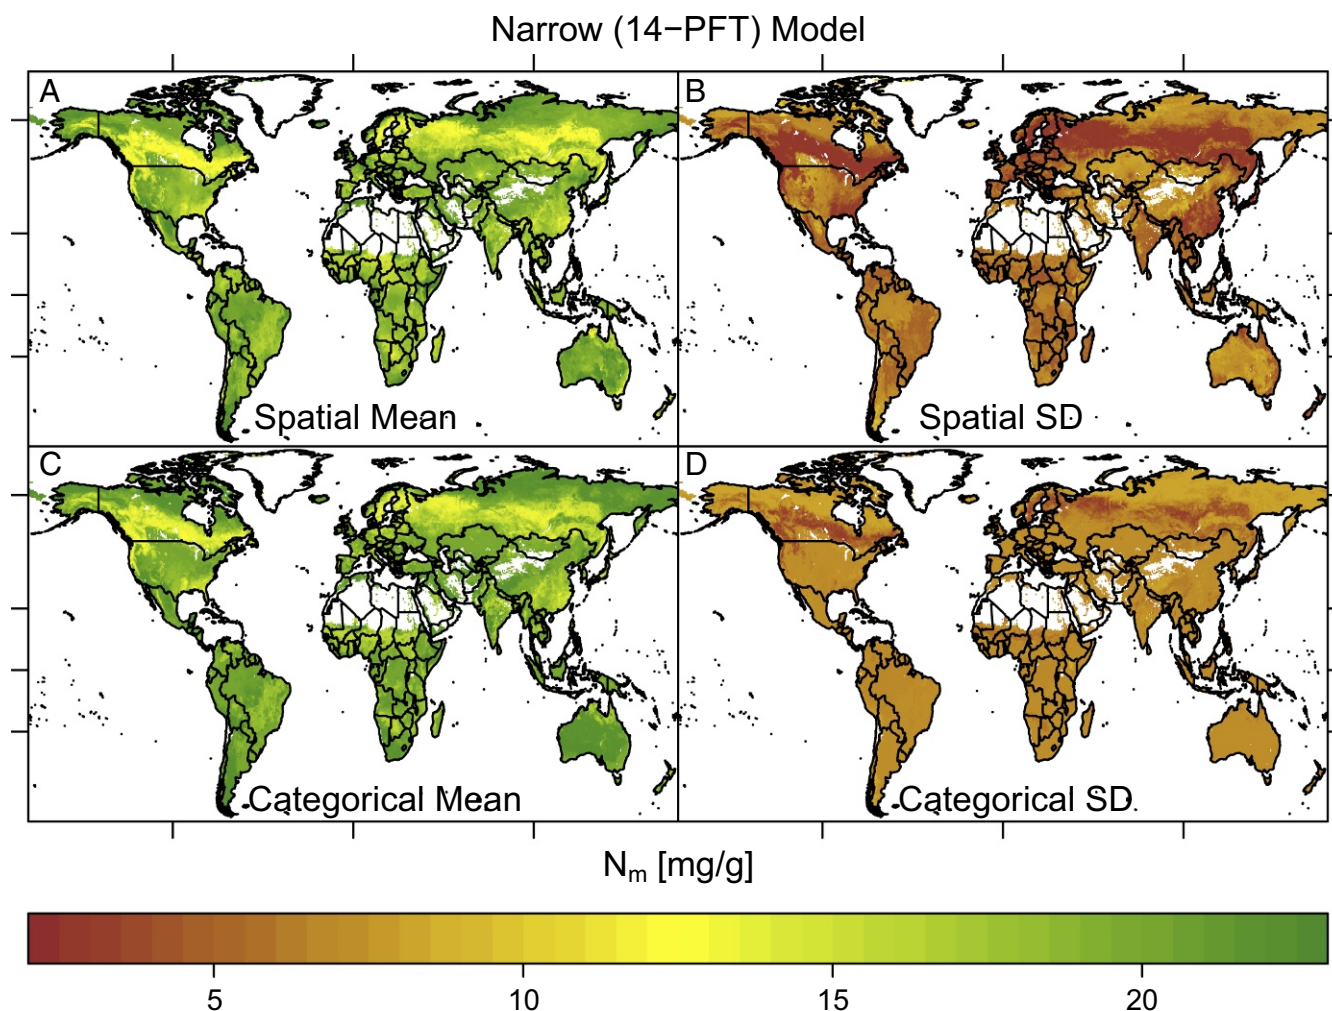 Narrow (14−PFT) Model
A
B
Spatial Mean
Spatial SD
C
D
Categorical Mean
Categorical SD
Nm [mg/g]
5
10
15
20